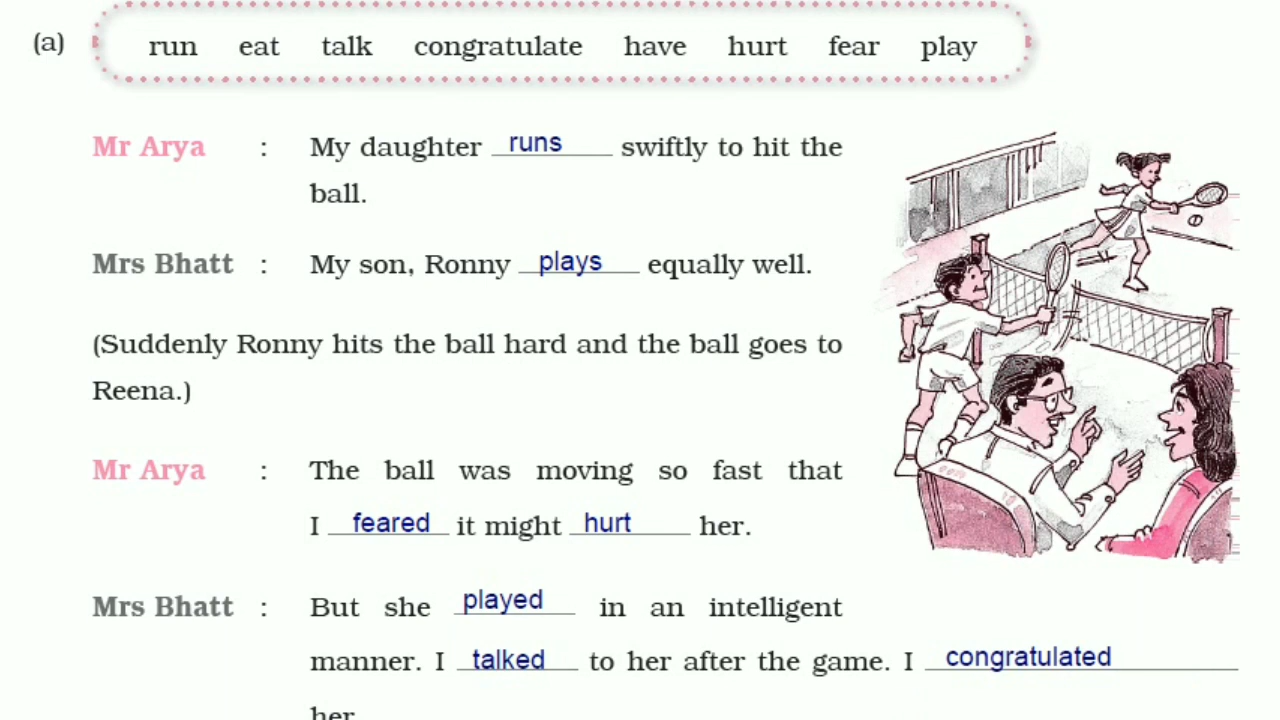 (a) run eat talk congratulate have hurt fear play
Mr Arya : My daughter runs swiftly to hit the
ball.
Mrs Bhatt : My son, Ronny plays equally well.
(Suddenly Ronny hits the ball hard and the ball goes to
Reena.)
Mr Arya : The ball was moving so fast that
I feared it might hurt her.
Mrs Bhatt : But she played in an intelligent
manner. I talked to her after the game. I congratulated
her